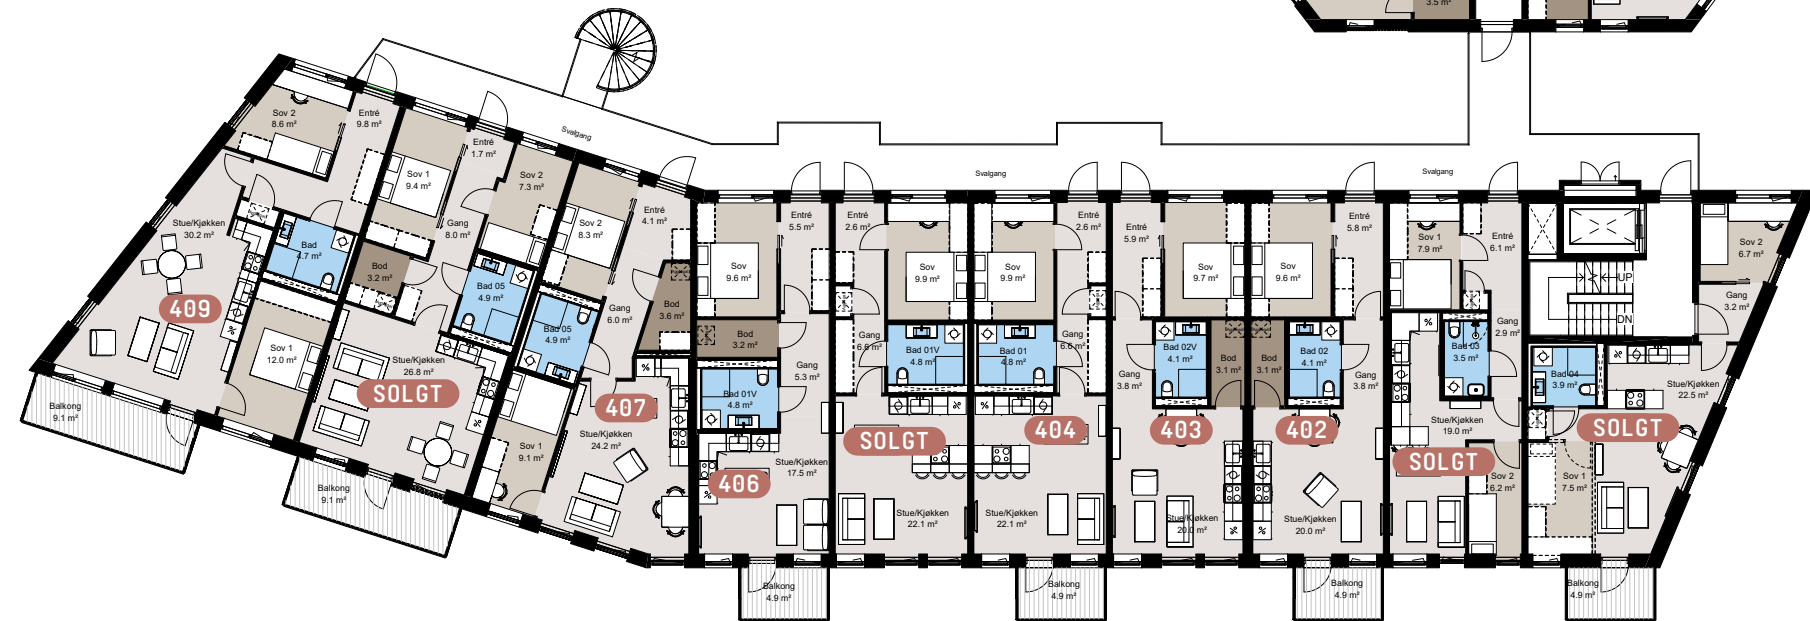 3.5 m²
Svalgang
Svalgang
Svalgang
Sov 2
8.6 m²
Entré
9.8 m²
Stue/Kjøkken
30.2 m²
Bad
4.7 m²
409
Sov 1
12.0 m²
Balkong
9.1 m²
Sov 1
9.4 m²
Entré
1.7 m²
Sov 2
7.3 m²
Gang
8.0 m²
Bod
3.2 m²
Bad 05
4.9 m²
Stue/Kjøkken
26.8 m²
SOLGT
Balkong
9.1 m²
Sov 2
8.3 m²
Entré
4.1 m²
Gang
6.0 m²
Bod
3.6 m²
Bad 05
4.9 m²
407
Stue/Kjøkken
24.2 m²
Sov 1
9.1 m²
Sov
9.6 m²
Entré
5.5 m²
Bod
3.2 m²
Gang
5.3 m²
Bad 01V
4.8 m²
Stue/Kjøkken
17.5 m²
406
Balkong
4.9 m²
Entré
2.6 m²
Sov
9.9 m²
Gang
6.6 m²
Bad 01V
4.8 m²
SOLGT
Stue/Kjøkken
22.1 m²
Sov
9.9 m²
Entré
2.6 m²
Bad 01
4.8 m²
Gang
6.6 m²
404
Stue/Kjøkken
22.1 m²
Balkong
4.9 m²
Entré
5.9 m²
Sov
9.7 m²
Bad 02V
4.1 m²
Bod
3.1 m²
Gang
3.8 m²
403
Stue/Kjøkken
20.0 m²
Sov
9.6 m²
Entré
5.8 m²
Bod
3.1 m²
Bad 02
4.1 m²
Gang
3.8 m²
402
Stue/Kjøkken
20.0 m²
Balkong
4.9 m²
Sov 1
7.9 m²
Entré
6.1 m²
Gang
2.9 m²
Bad 03
3.5 m²
Stue/Kjøkken
19.0 m²
SOLGT
Sov 2
6.2 m²
UP
DN
Sov 2
6.7 m²
Gang
3.2 m²
Bad 04
3.9 m²
Stue/Kjøkken
22.5 m²
SOLGT
Sov 1
7.5 m²
Balkong
4.9 m²